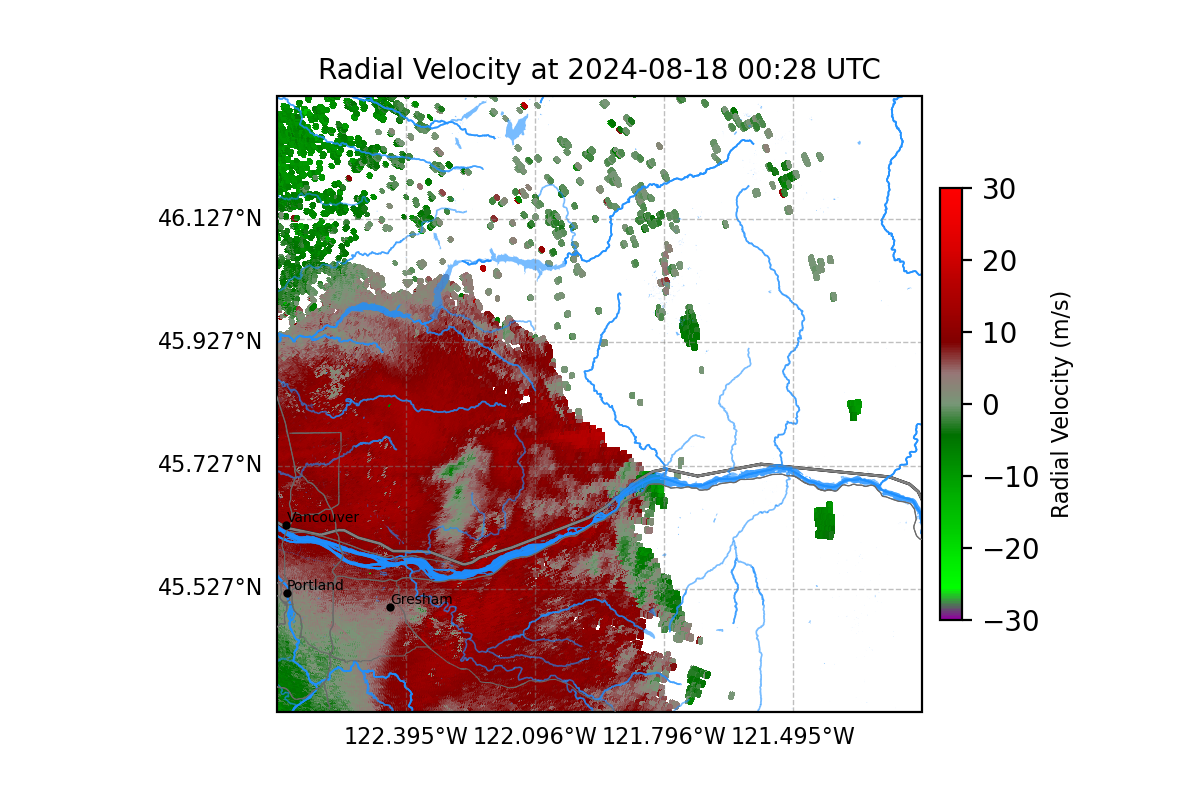 Radial Velocity at 2024-08-18 00:28 UTC
46.127°N
45.927°N
45.727°N
45.527°N
Vancouver
Portland
Gresham
122.395°W 122.096°W 121.796°W 121.495°W
30
20
10
0
−10
−20
−30
Radial Velocity (m/s)